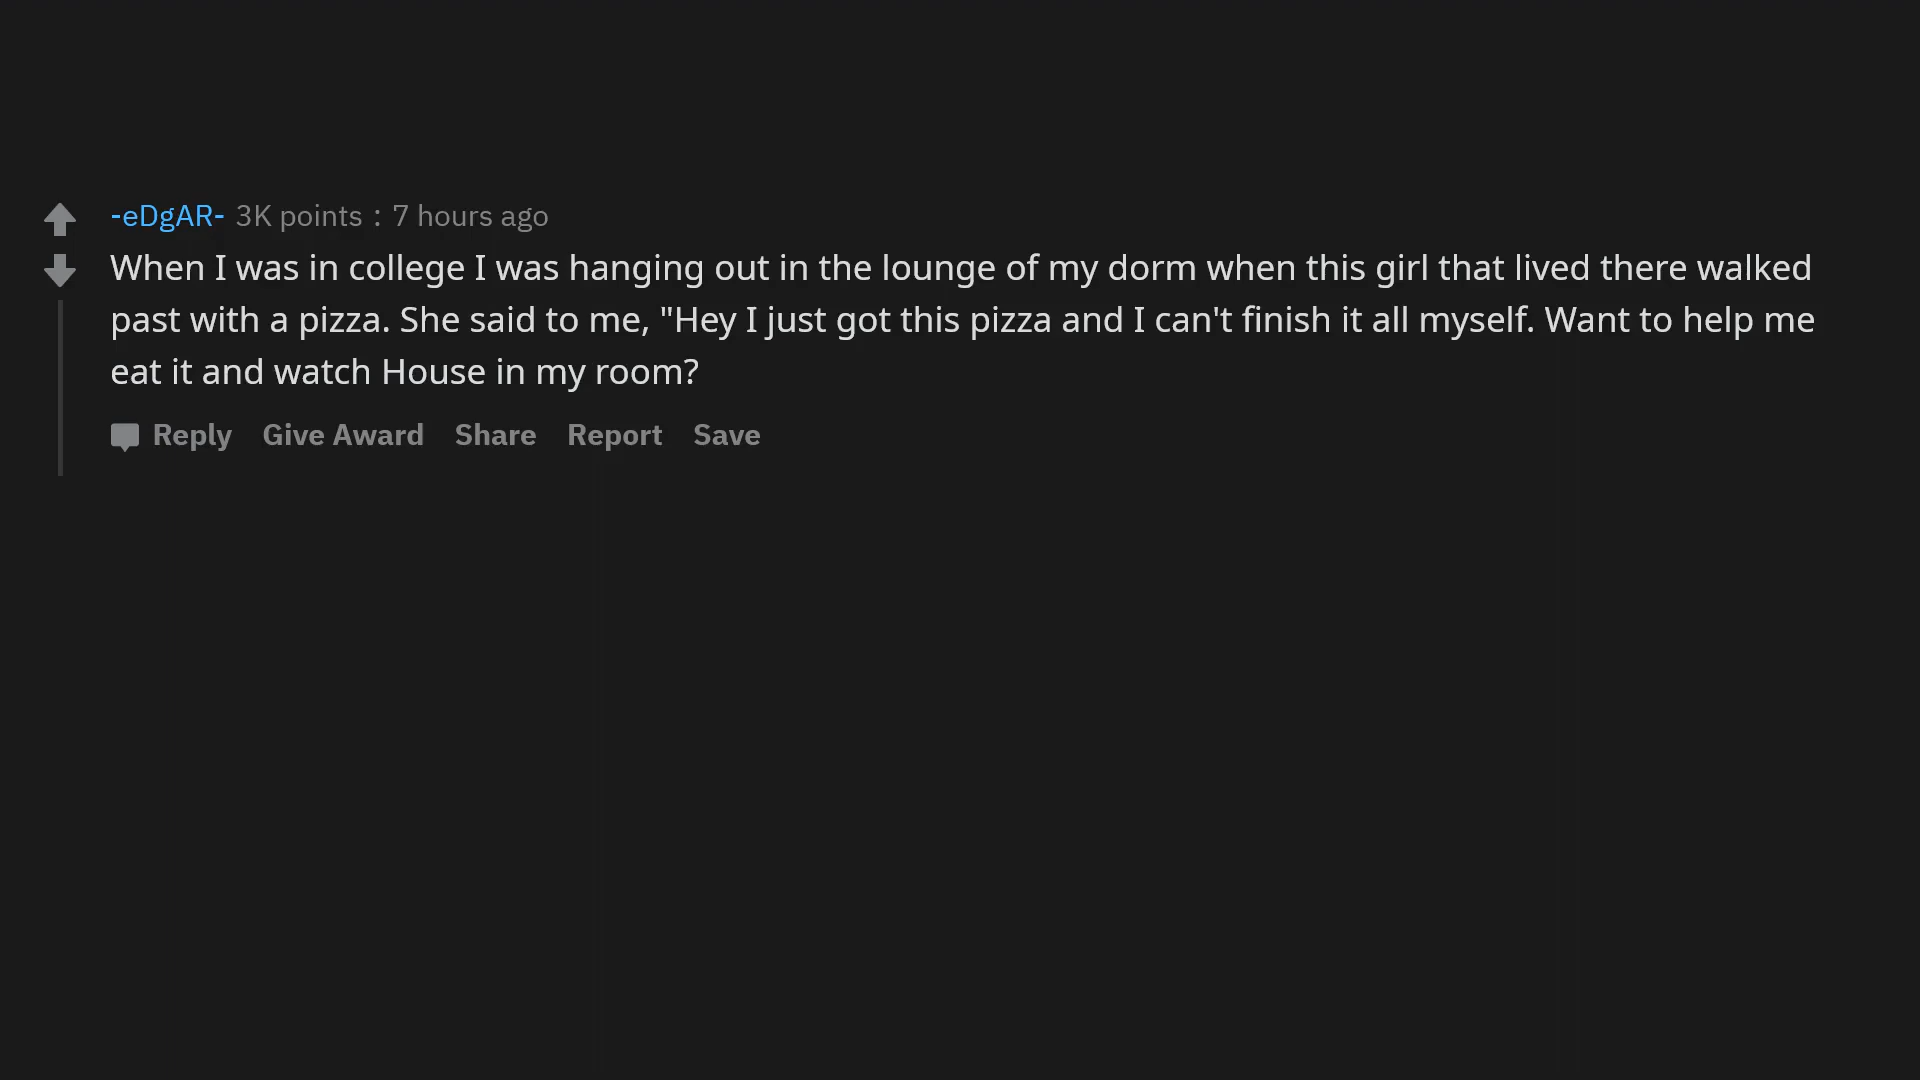 -eDgAR- 3K points : 7 hours ago
When I was in college I was hanging out in the lounge of my dorm when this girl that lived there walked
past with a pizza. She said to me, "Hey I just got this pizza and I can't finish it all myself. Want to help me
eat it and watch House in my room?
Reply Give Award Share Report Save